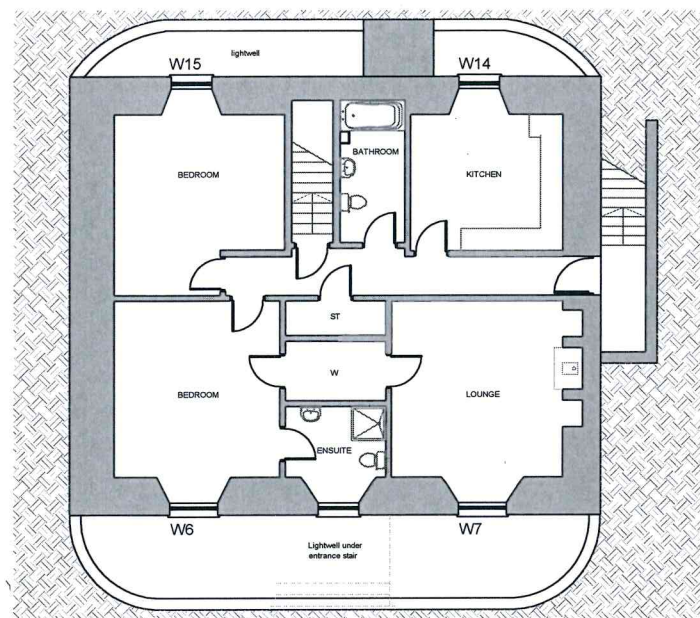 lightwell
W15
W14
BATHROOM
BEDROOM
KITCHEN
ST
W
BEDROOM
LOUNGE
ENSUITE
W6
W7
Lightwell under
entrance stair